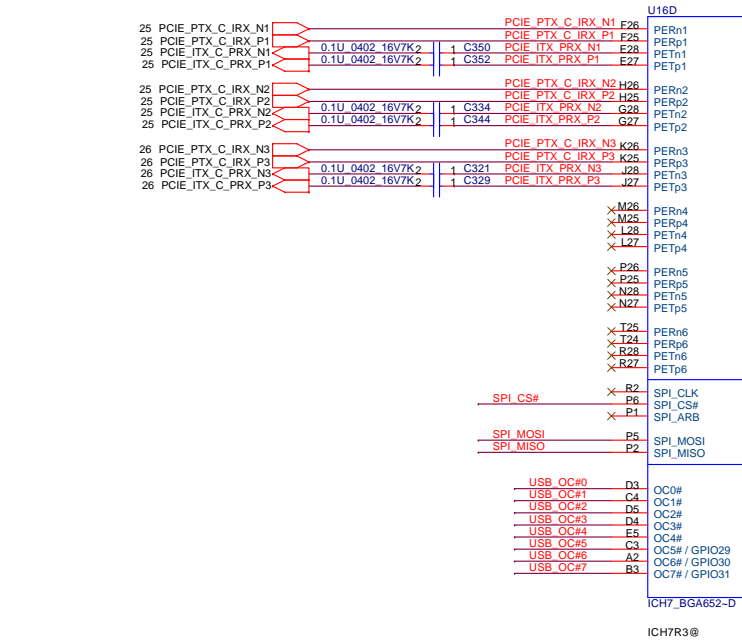 U16D
25 PCIE_PTX_C_IRX_N1 PCIE_PTX_C_IRX_N1 F26 PERn1
25 PCIE_PTX_C_IRX_P1 PCIE_PTX_C_IRX_P1 F25 PERp1
25 PCIE_ITX_C_PRX_N1 0.1U_0402_16V7K 2 1 C350 PCIE_ITX_PRX_N1 E28 PETn1
25 PCIE_ITX_C_PRX_P1 0.1U_0402_16V7K 2 1 C352 PCIE_ITX_PRX_P1 E27 PETp1
25 PCIE_PTX_C_IRX_N2 PCIE_PTX_C_IRX_N2 H26 PERn2
25 PCIE_PTX_C_IRX_P2 PCIE_PTX_C_IRX_P2 H25 PERp2
25 PCIE_ITX_C_PRX_N2 0.1U_0402_16V7K 2 1 C334 PCIE_ITX_PRX_N2 G28 PETn2
25 PCIE_ITX_C_PRX_P2 0.1U_0402_16V7K 2 1 C344 PCIE_ITX_PRX_P2 G27 PETp2
26 PCIE_PTX_C_IRX_N3 PCIE_PTX_C_IRX_N3 K26 PERn3
26 PCIE_PTX_C_IRX_P3 PCIE_PTX_C_IRX_P3 K25 PERp3
26 PCIE_ITX_C_PRX_N3 0.1U_0402_16V7K 2 1 C321 PCIE_ITX_PRX_N3 J28 PETn3
26 PCIE_ITX_C_PRX_P3 0.1U_0402_16V7K 2 1 C329 PCIE_ITX_PRX_P3 J27 PETp3
M26 PERn4
M25 PERp4
L28 PETn4
L27 PETp4
P26 PERn5
P25 PERp5
N28 PETn5
N27 PETp5
T25 PERn6
T24 PERp6
R28 PETn6
R27 PETp6
R2 SPI_CLK
SPI_CS# P6 SPI_CS#
P1 SPI_ARB
SPI_MOSI P5 SPI_MOSI
SPI_MISO P2 SPI_MISO
USB_OC#0 D3 OC0#
USB_OC#1 C4 OC1#
USB_OC#2 D5 OC2#
USB_OC#3 D4 OC3#
USB_OC#4 E5 OC4#
USB_OC#5 C3 OC5# / GPIO29
USB_OC#6 A2 OC6# / GPIO30
USB_OC#7 B3 OC7# / GPIO31
ICH7_BGA652~D
ICH7R3@